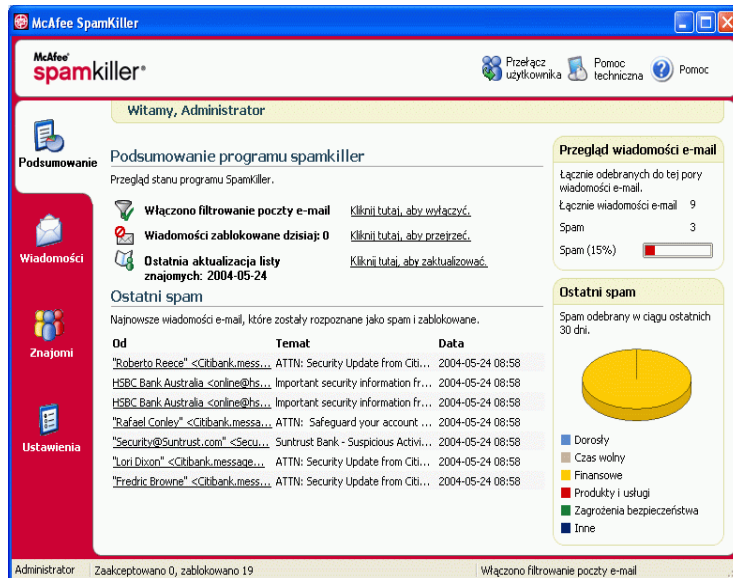 McAfee SpamKiller
McAfee®
spamkiller®
Przełącz użytkownika
Pomoc techniczna
Pomoc
Podsumowanie
Wiadomości
Znajomi
Ustawienia
Witamy, Administrator
Podsumowanie programu spamkiller
Przegląd stanu programu SpamKiller.
Włączono filtrowanie poczty e-mail Kliknij tutaj, aby wyłączyć.
Wiadomości zablokowane dzisiaj: 0 Kliknij tutaj, aby przejrzeć.
Ostatnia aktualizacja listy Kliknij tutaj, aby zaktualizować.
znajomych: 2004-05-24
Ostatni spam
Najnowsze wiadomości e-mail, które zostały rozpoznane jako spam i zablokowane.
Od Temat Data
"Roberto Reece" <Citibank.mess... ATTN: Security Update from Citi... 2004-05-24 08:58
HSBC Bank Australia <online@hs... Important security information fr... 2004-05-24 08:58
HSBC Bank Australia <online@hs... Important security information fr... 2004-05-24 08:58
"Rafael Conley" <Citibank.messa... ATTN: Safeguard your account ... 2004-05-24 08:58
"Security@Suntrust.com" <Secu... Suntrust Bank - Suspicious Activi... 2004-05-24 08:58
"Lori Dixon" <Citibank.message... ATTN: Security Update from Citi... 2004-05-24 08:58
"Fredric Browne" <Citibank.mess... ATTN: Security Update from Citi... 2004-05-24 08:58
Przegląd wiadomości e-mail
Łącznie odebranych do tej pory
wiadomości e-mail.
Łącznie wiadomości e-mail 9
Spam 3
Spam (15%)
Ostatni spam
Spam odebrany w ciągu ostatnich
30 dni.
Dorosły
Czas wolny
Finansowe
Produkty i usługi
Zagrożenia bezpieczeństwa
Inne
Administrator Zaakceptowano 0, zablokowano 19 Włączono filtrowanie poczty e-mail